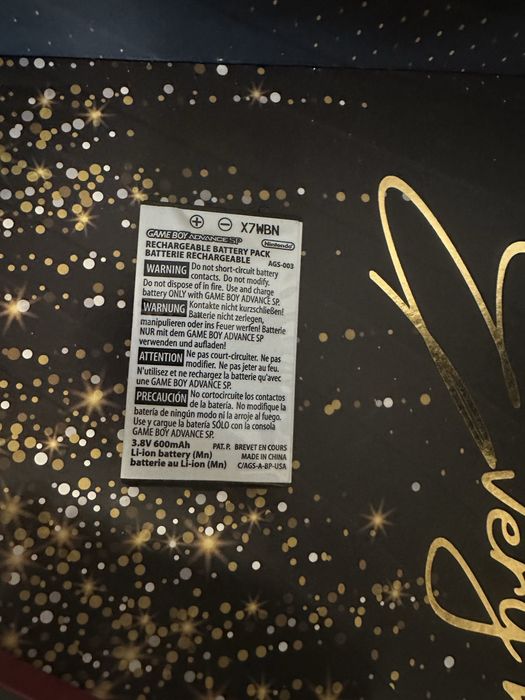 + − X7WBN
GAME BOY ADVANCE SP Nintendo
RECHARGEABLE BATTERY PACK
BATTERIE RECHARGEABLE AGS-003
WARNING Do not short-circuit battery
contacts. Do not modify.
Do not dispose of in fire. Use and charge
battery ONLY with GAME BOY ADVANCE SP.
WARNUNG Kontakte nicht kurzschließen!
Batterie nicht zerlegen,
manipulieren oder ins Feuer werfen! Batterie
NUR mit dem GAME BOY ADVANCE SP
verwenden und aufladen!
ATTENTION Ne pas court-circuiter. Ne pas
modifier. Ne pas jeter au feu.
N'utilisez et ne rechargez la batterie qu'avec
une GAME BOY ADVANCE SP.
PRECAUCIÓN No cortocircuite los contactos
de la batería. No modifique la
batería de ningún modo ni la arroje al fuego.
Use y cargue la batería SÓLO con la consola
GAME BOY ADVANCE SP.
3.8V 600mAh PAT. P. BREVET EN COURS
Li-ion battery (Mn) MADE IN CHINA
batterie au Li-ion (Mn) C/AGS-A-BP-USA
very